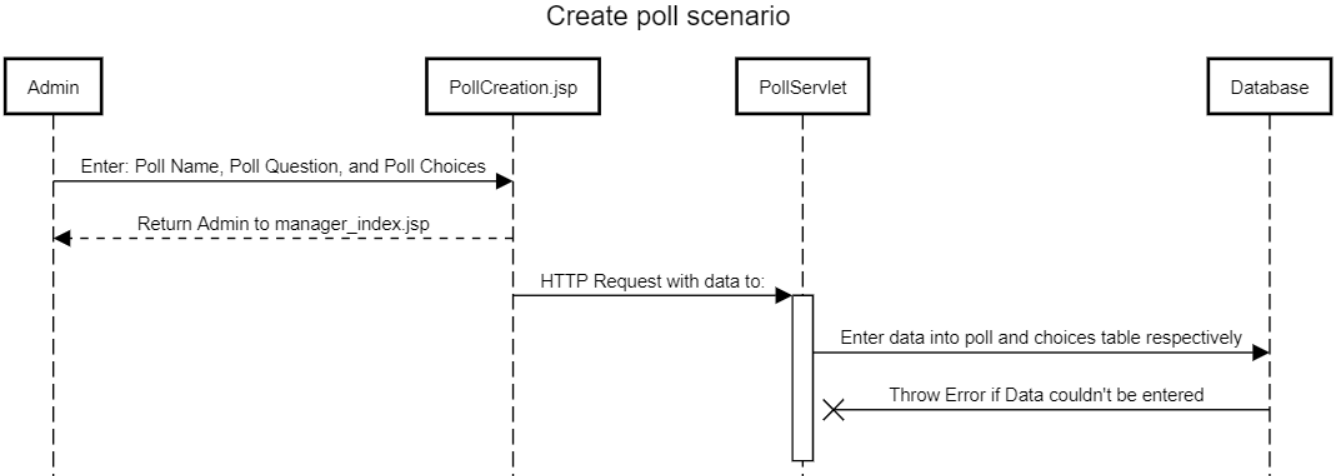 Create poll scenario
Admin
PollCreation.jsp
PollServlet
Database
Enter: Poll Name, Poll Question, and Poll Choices
Return Admin to manager_index.jsp
HTTP Request with data to:
Enter data into poll and choices table respectively
Throw Error if Data couldn't be entered